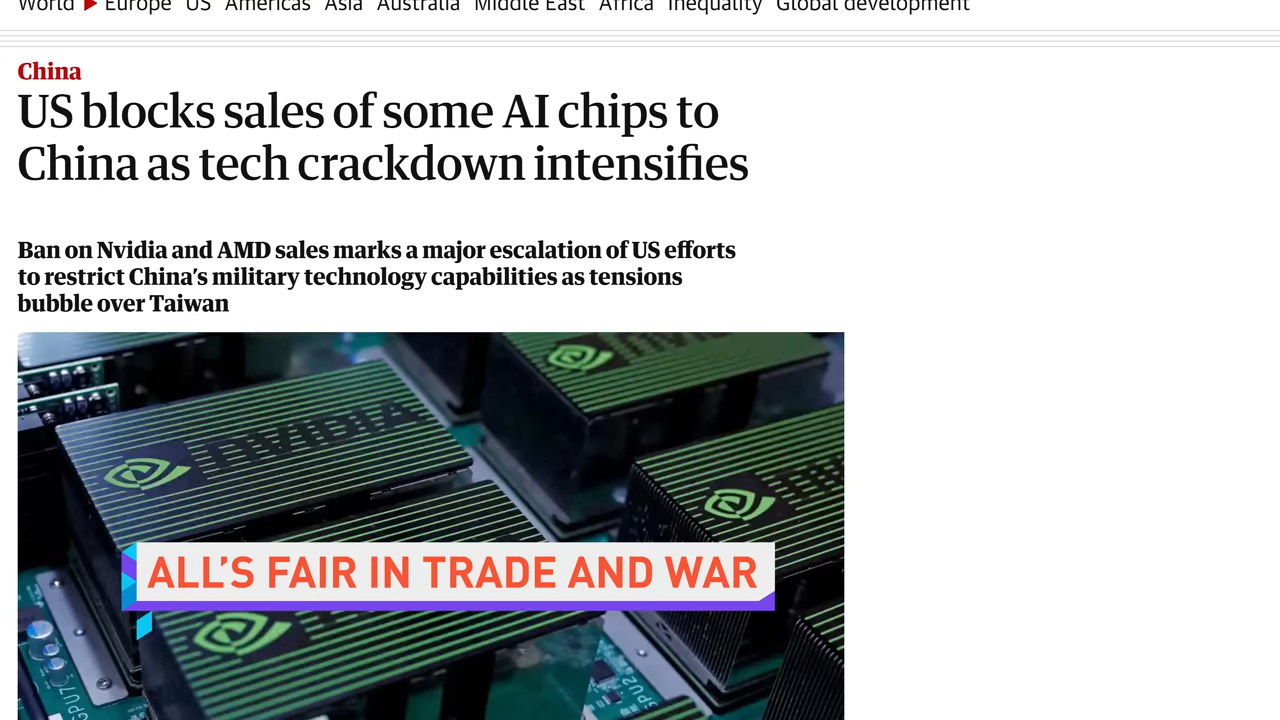 World Europe US Americas Asia Australia Middle East Africa Inequality Global development
China
US blocks sales of some AI chips to
China as tech crackdown intensifies
Ban on Nvidia and AMD sales marks a major escalation of US efforts
to restrict China’s military technology capabilities as tensions
bubble over Taiwan
NVIDIA
ALL’S FAIR IN TRADE AND WAR
GPU7
GPU2